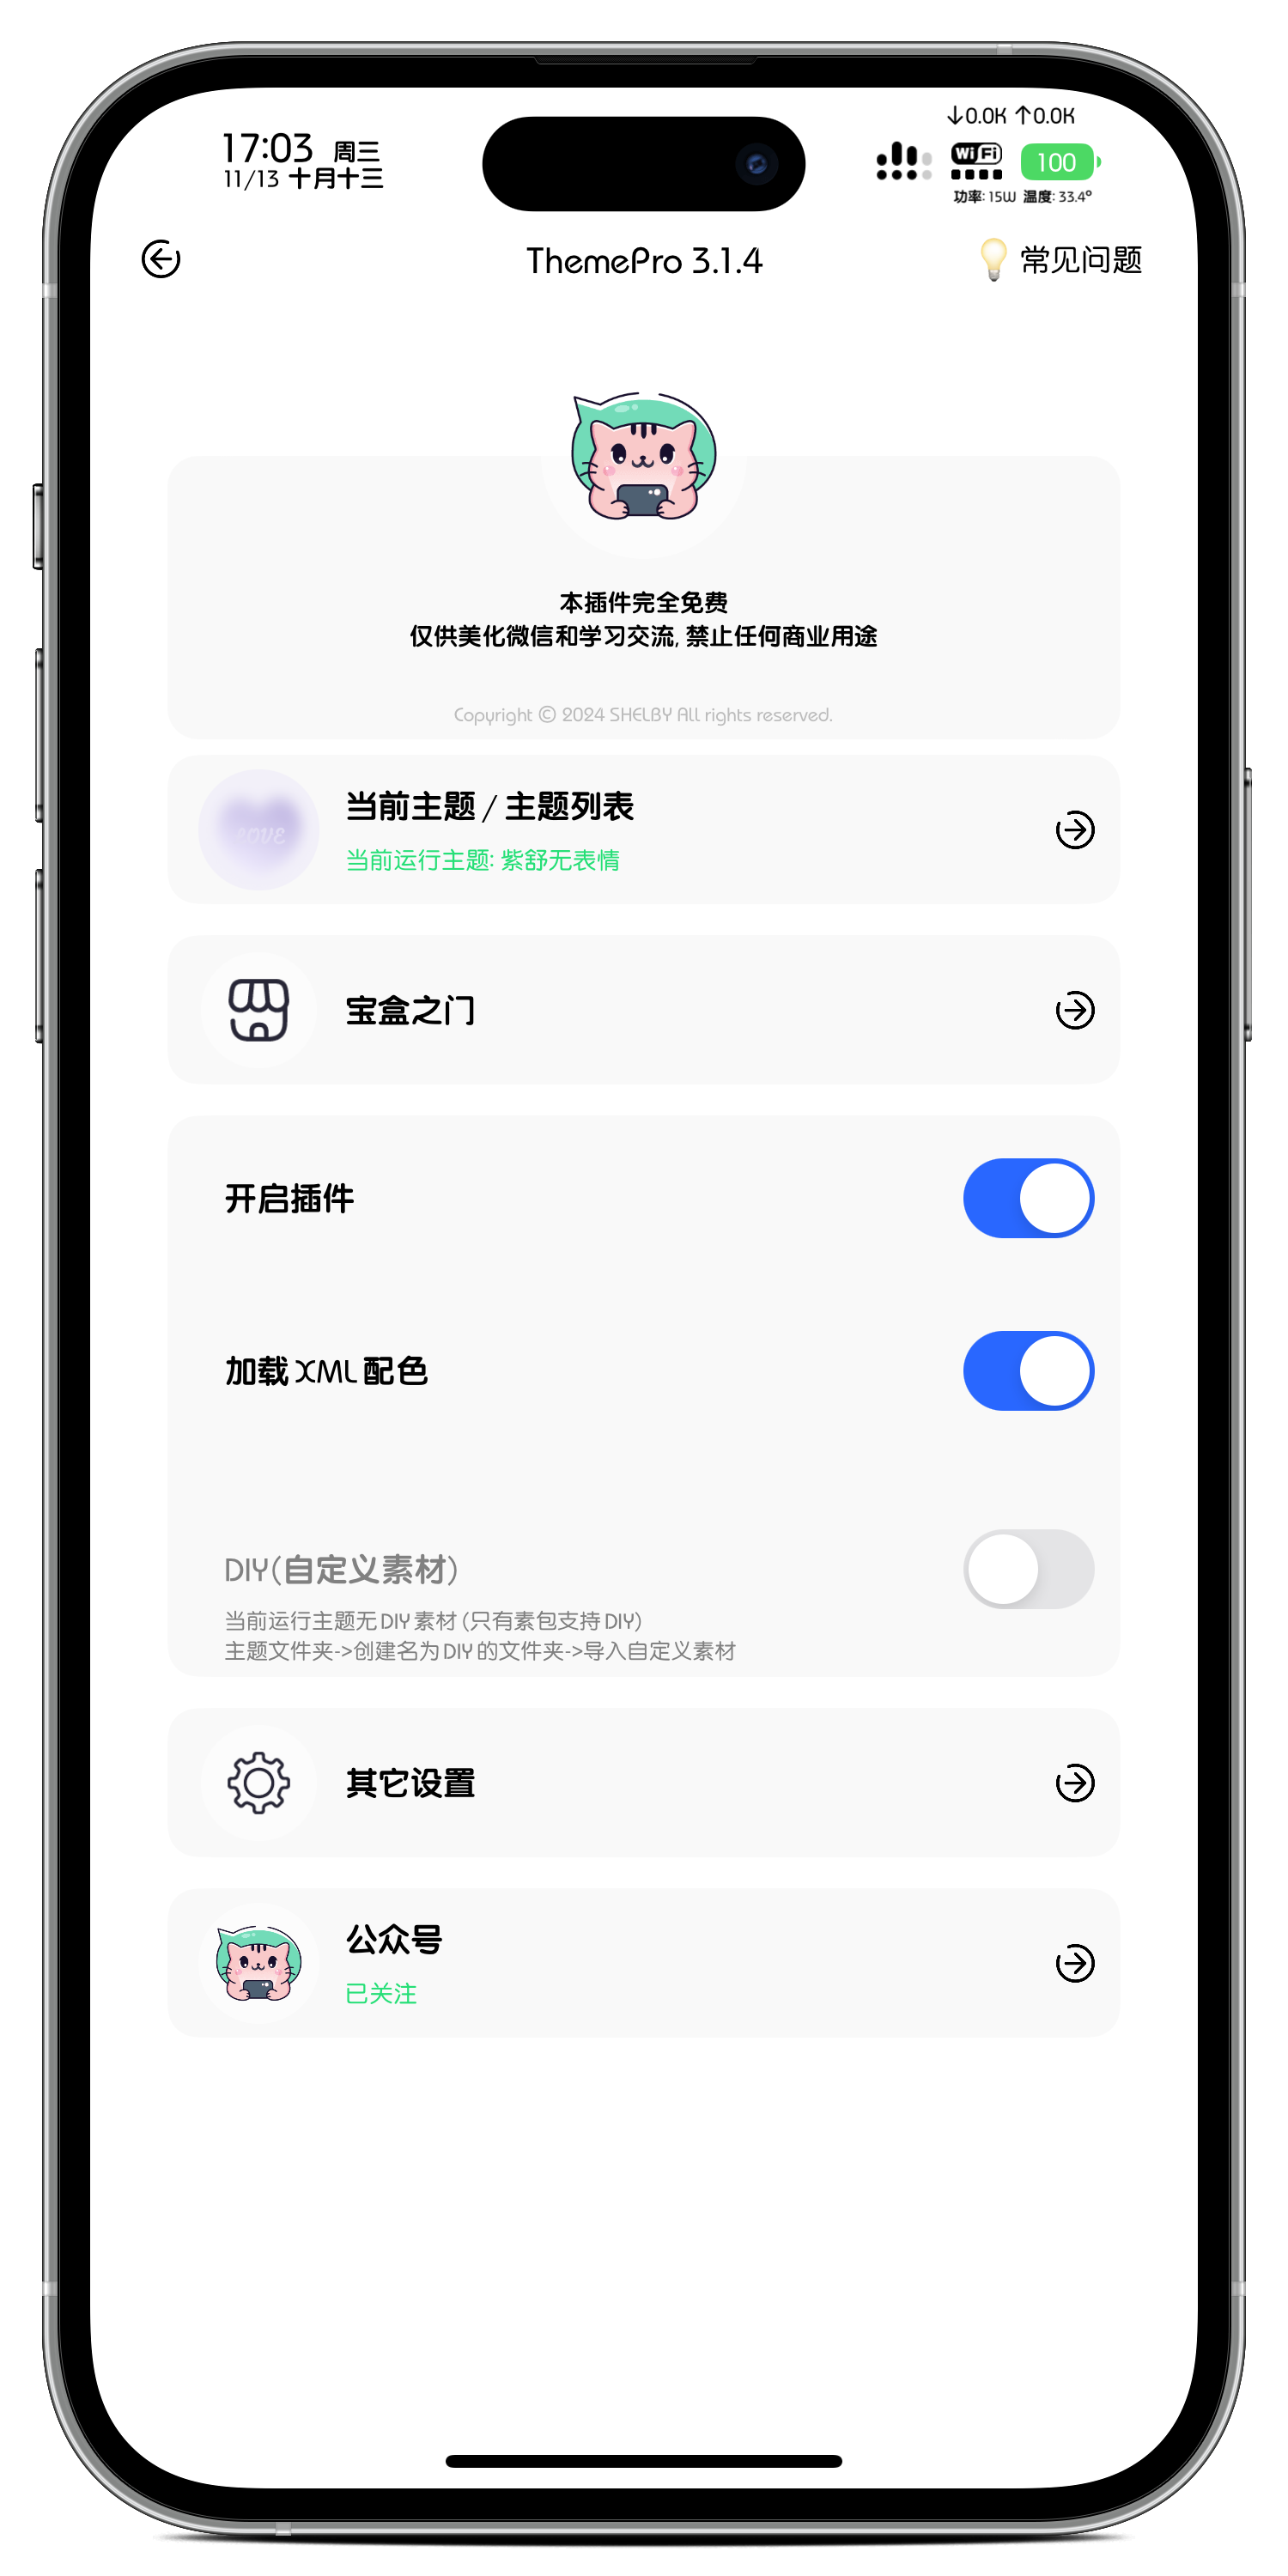 ↓0.0K ↑0.0K
17:03 周三
11/13 十月十三
WiFi
100
功率: 15W 温度: 33.4°
ThemePro 3.1.4
常见问题
本插件完全免费
仅供美化微信和学习交流, 禁止任何商业用途
Copyright © 2024 SHELBY All rights reserved.
LOVE
当前主题 / 主题列表
当前运行主题: 紫舒无表情
宝盒之门
开启插件
加载 XML 配色
DIY(自定义素材)
当前运行主题无 DIY 素材 (只有素包支持 DIY)
主题文件夹->创建名为 DIY 的文件夹->导入自定义素材
其它设置
公众号
已关注